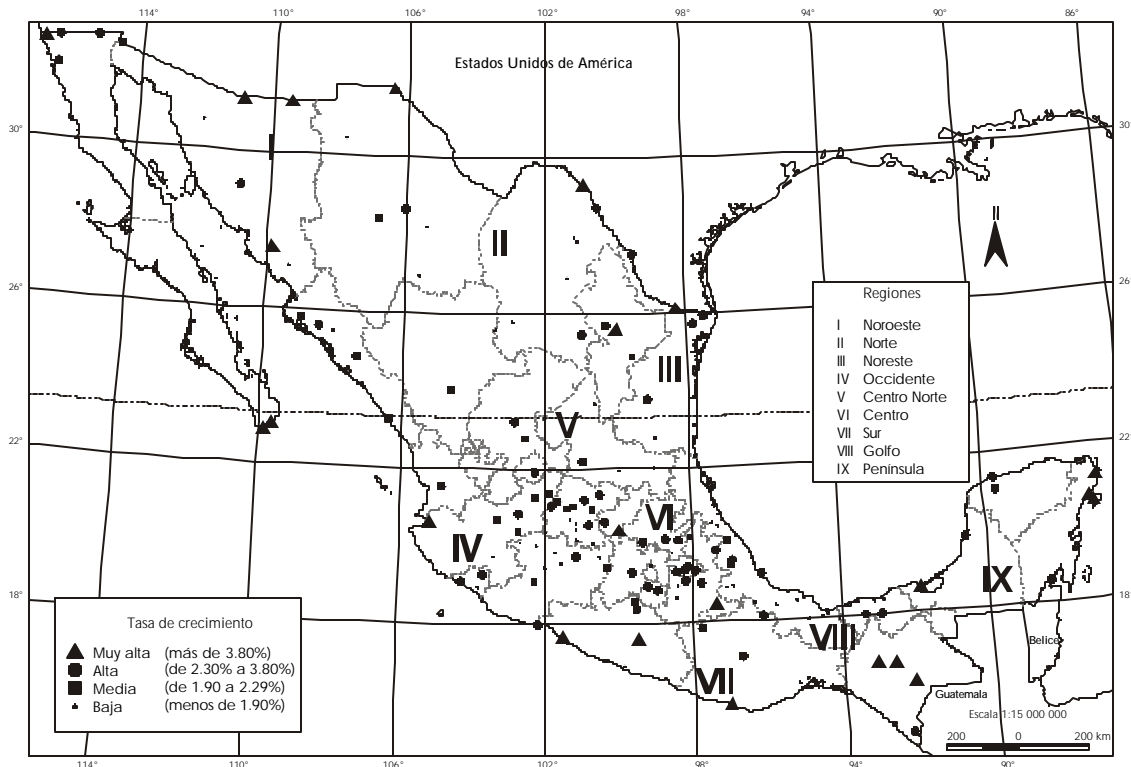 114° 110° 106° 102° 98° 94° 90° 86°
Estados Unidos de América
30° 30°
I
II
II
26° 26°
Regiones
I Noroeste
II Norte
III Noreste
IV Occidente
V Centro Norte
VI Centro
VII Sur
VIII Golfo
IX Península
III
V
22° 22°
VI
IV
IX
18° 18°
Tasa de crecimiento
Muy alta (más de 3.80%)
Alta (de 2.30% a 3.80%)
Media (de 1.90 a 2.29%)
Baja (menos de 1.90%)
VIII
Belice
VII
Guatemala
Escala 1:15 000 000
200 0 200 km
114° 110° 106° 102° 98° 94° 90°